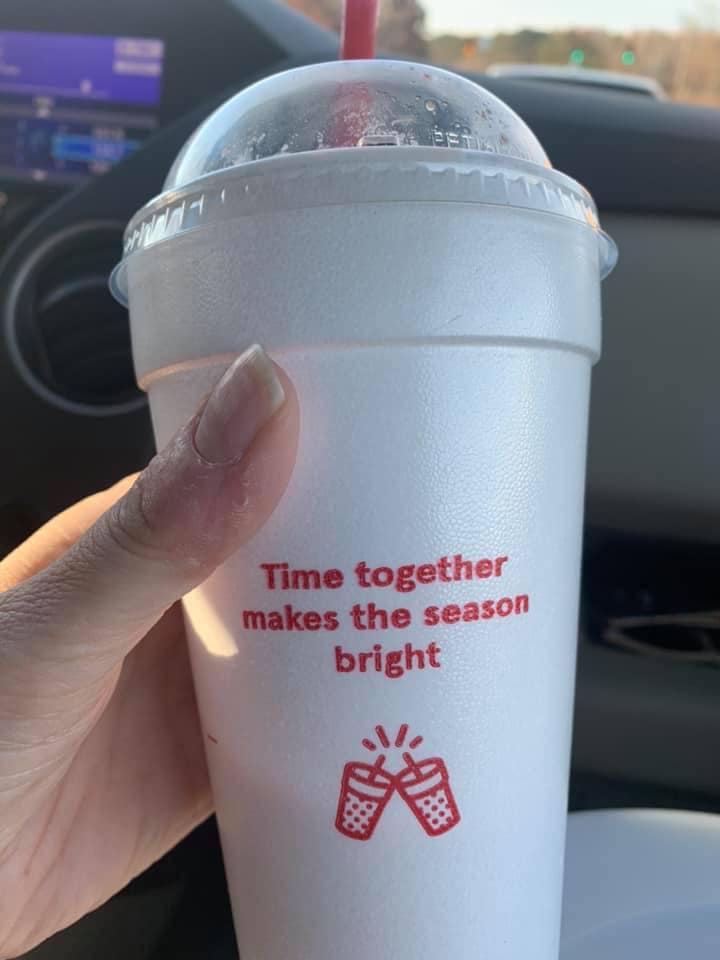 Time together
makes the season
bright